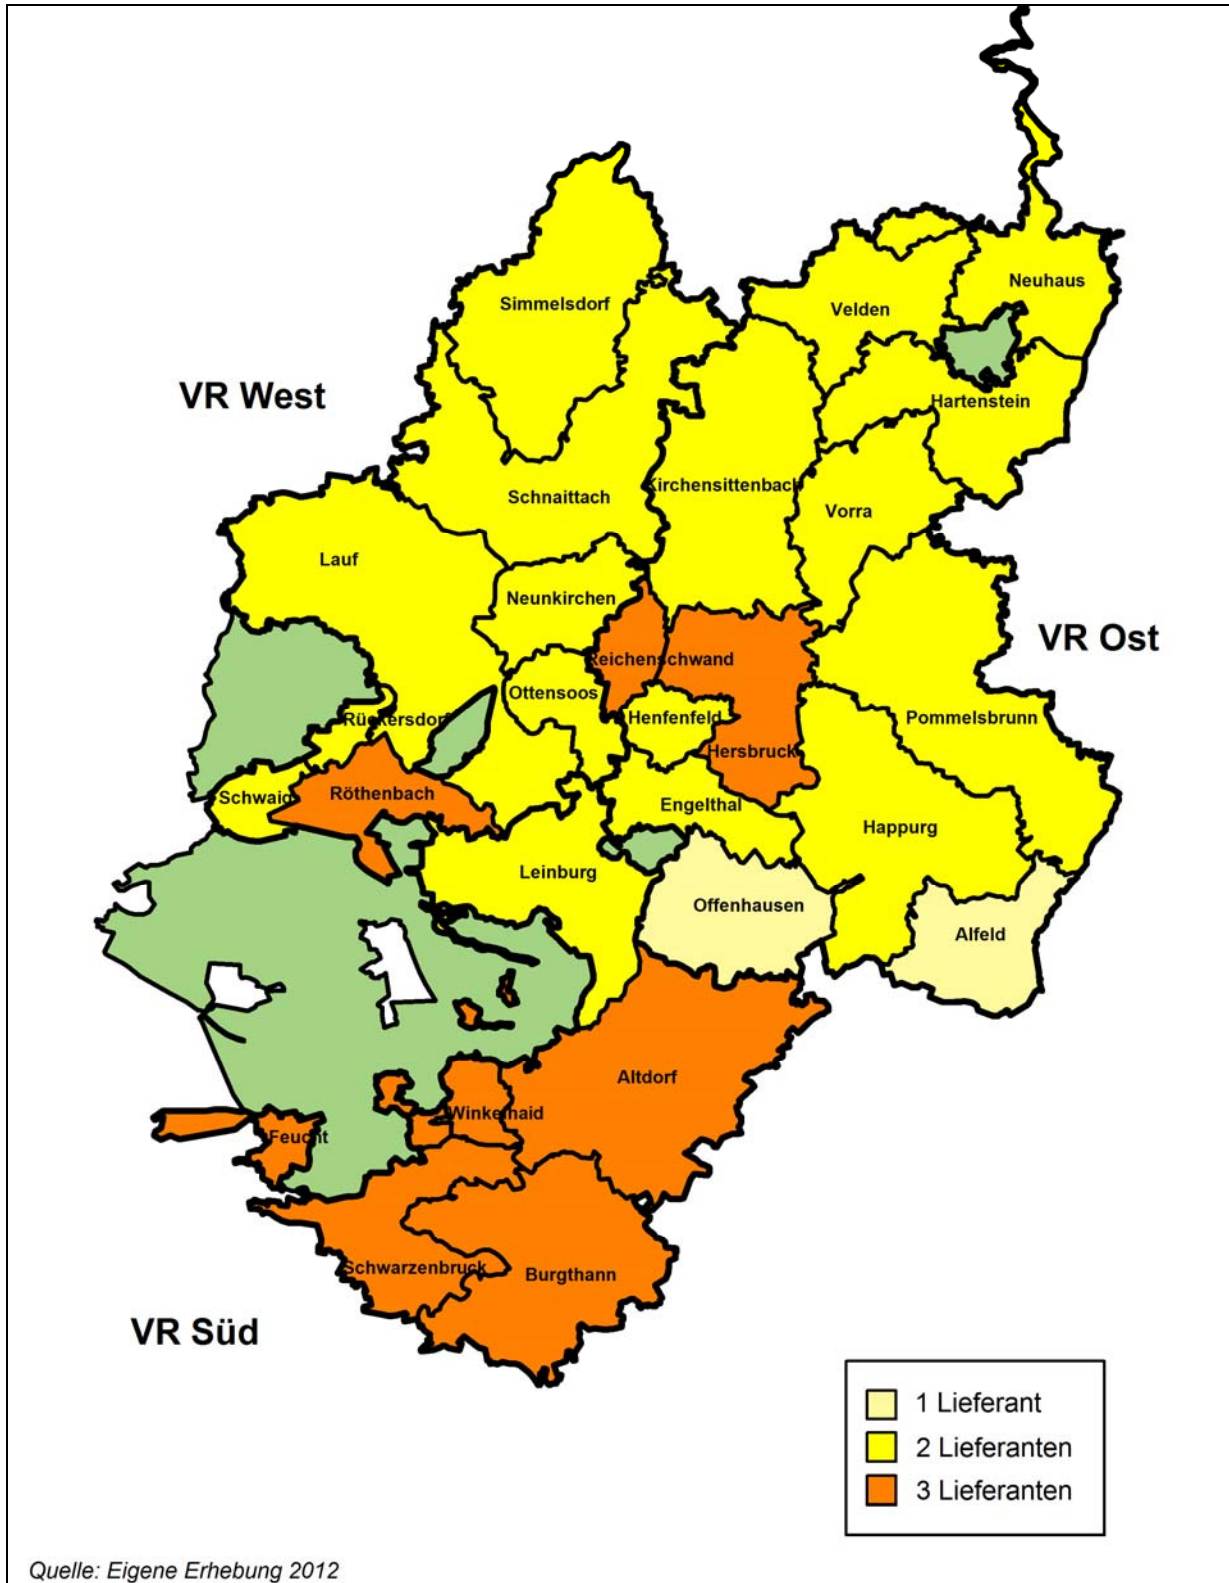 Neuhaus
Simmelsdorf
Velden
VR West
Hartenstein
Kirchensittenbach
Schnaittach
Vorra
Lauf
Neunkirchen
VR Ost
Reichenschwand
Ottensoos
Rückersdorf
Henfenfeld
Pommelsbrunn
Hersbruck
Röthenbach
Schwaig
Engelthal
Happurg
Leinburg
Offenhausen
Alfeld
Altdorf
Winkelhaid
Feucht
Schwarzenbruck
Burgthann
VR Süd
1 Lieferant
2 Lieferanten
3 Lieferanten
Quelle: Eigene Erhebung 2012